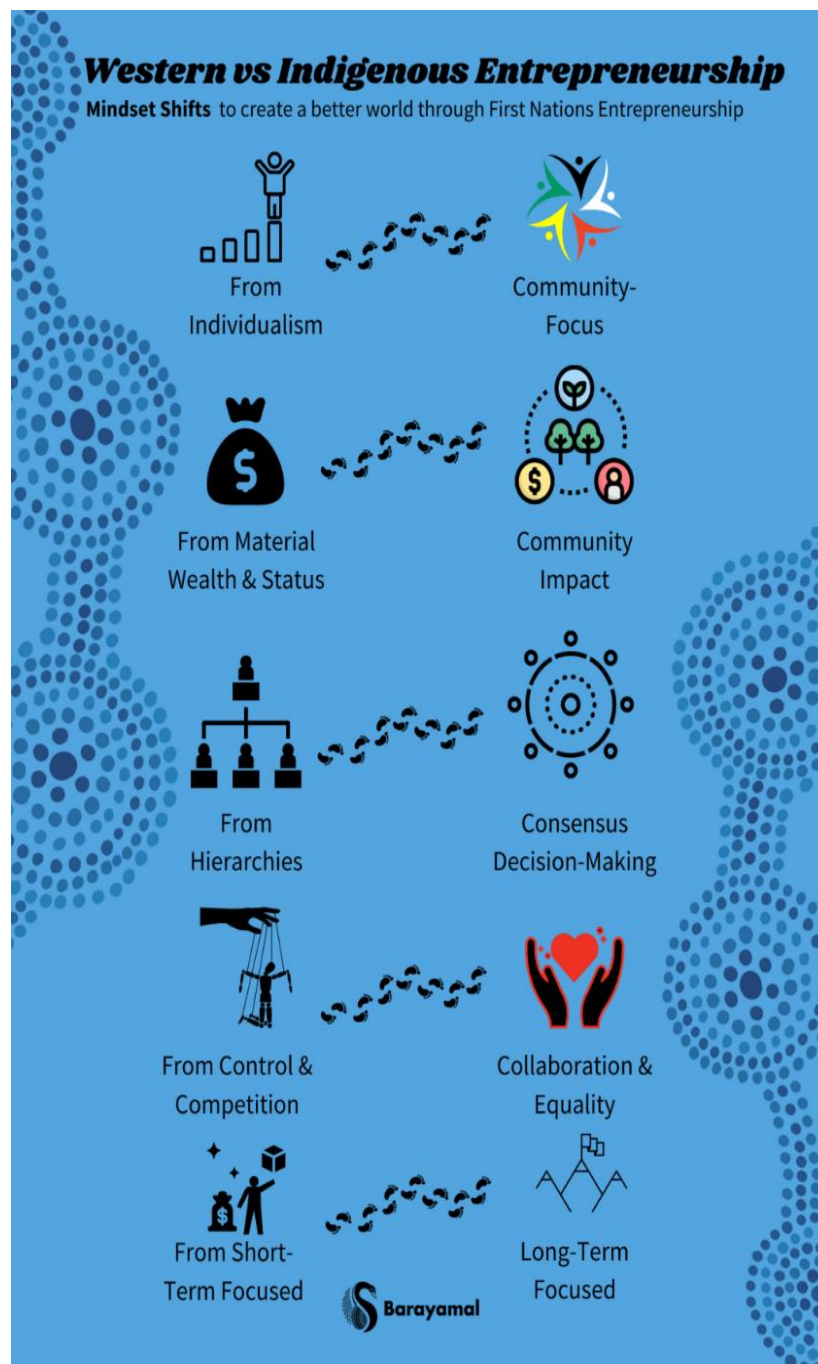 Western vs Indigenous Entrepreneurship
Mindset Shifts to create a better world through First Nations Entrepreneurship
From
Individualism
Community-
Focus
$
From Material
Wealth & Status
$
Community
Impact
From
Hierarchies
Consensus
Decision-Making
From Control &
Competition
Collaboration &
Equality
$
From Short-
Term Focused
Long-Term
Focused
Barayamal